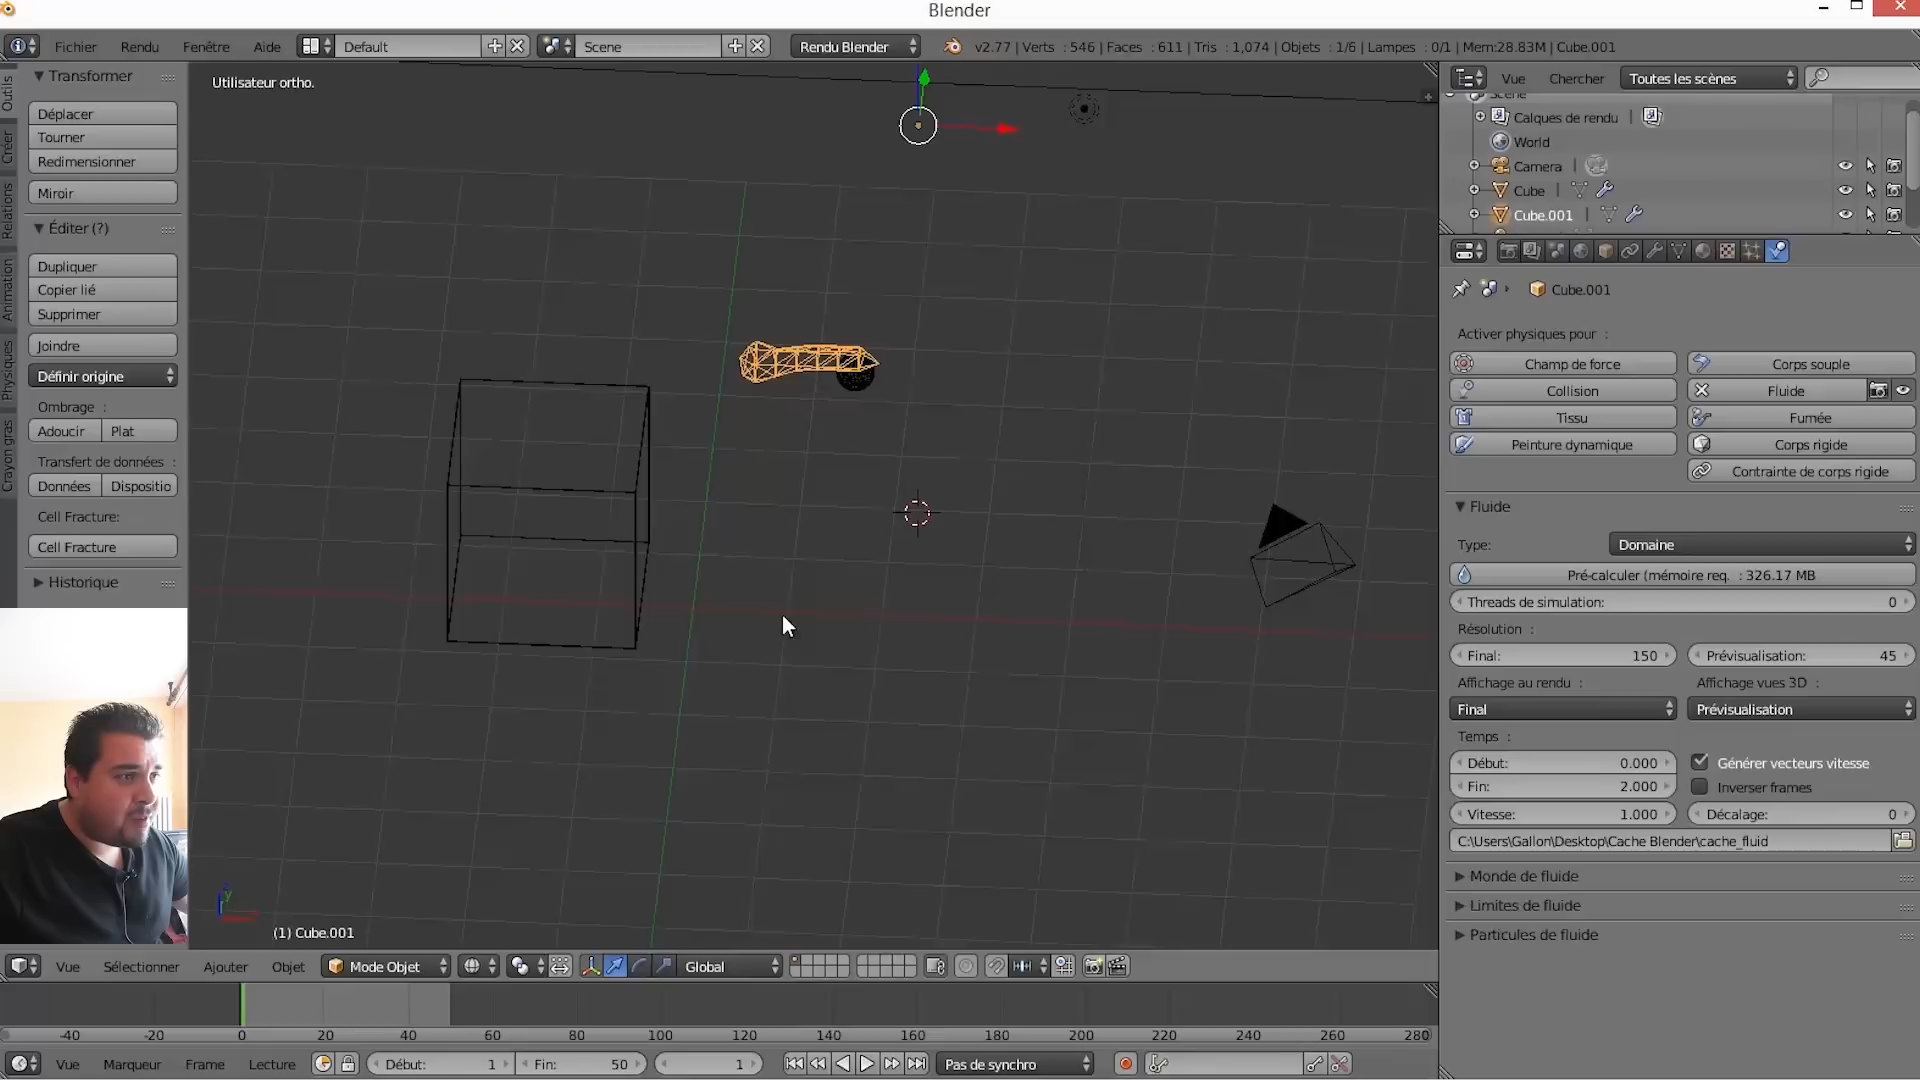 Blender
Fichier Rendu Fenêtre Aide Default Scene Rendu Blender v2.77 | Verts : 546 | Faces : 611 | Tris : 1,074 | Objets : 1/6 | Lampes : 0/1 | Mem:28.83M | Cube.001
Transformer
Déplacer
Tourner
Redimensionner
Miroir
Éditer (?)
Dupliquer
Copier lié
Supprimer
Joindre
Définir origine
Ombrage :
Adoucir Plat
Transfert de données :
Données Dispositio
Cell Fracture:
Cell Fracture
Historique
Outils
Créer
Relations
Animation
Physiques
Crayon gras
Utilisateur ortho.
y
(1) Cube.001
Vue Chercher Toutes les scènes
Scene
Calques de rendu
World
Camera
Cube
Cube.001
Cube.001
Activer physiques pour :
Champ de force Corps souple
Collision Fluide
Tissu Fumée
Peinture dynamique Corps rigide
Contrainte de corps rigide
Fluide
Type: Domaine
Pré-calculer (mémoire req. : 326.17 MB
Threads de simulation: 0
Résolution :
Final: 150 Prévisualisation: 45
Affichage au rendu : Affichage vues 3D :
Final Prévisualisation
Temps :
Début: 0.000 Générer vecteurs vitesse
Fin: 2.000 Inverser frames
Vitesse: 1.000 Décalage: 0
C:\Users\Gallon\Desktop\Cache Blender\cache_fluid
Monde de fluide
Limites de fluide
Particules de fluide
Vue Sélectionner Ajouter Objet Mode Objet Global
-40 -20 0 20 40 60 80 100 120 140 160 180 200 220 240 260 280
Vue Marqueur Frame Lecture Début: 1 Fin: 50 1 Pas de synchro